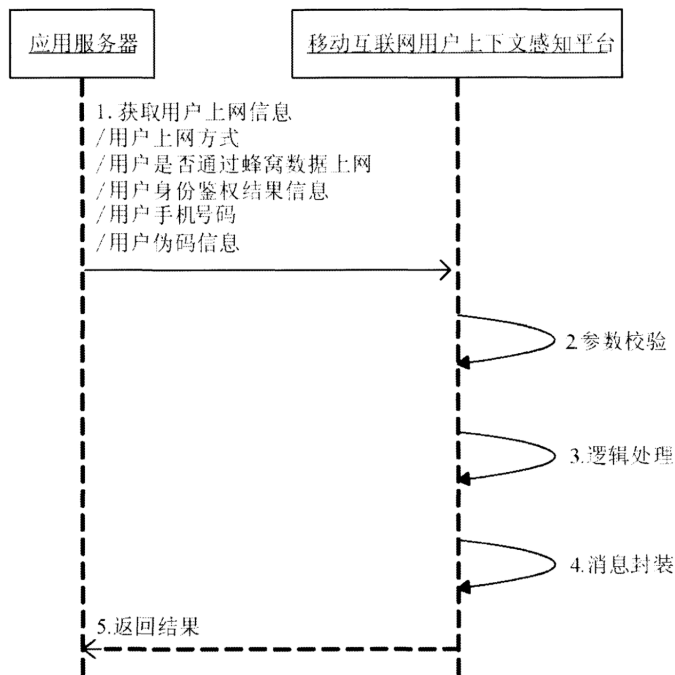 应用服务器
移动互联网用户上下文感知平台
1.获取用户上网信息
/用户上网方式
/用户是否通过蜂窝数据上网
/用户身份鉴权结果信息
/用户手机号码
/用户伪码信息
2.参数校验
3.逻辑处理
4.消息封装
5.返回结果